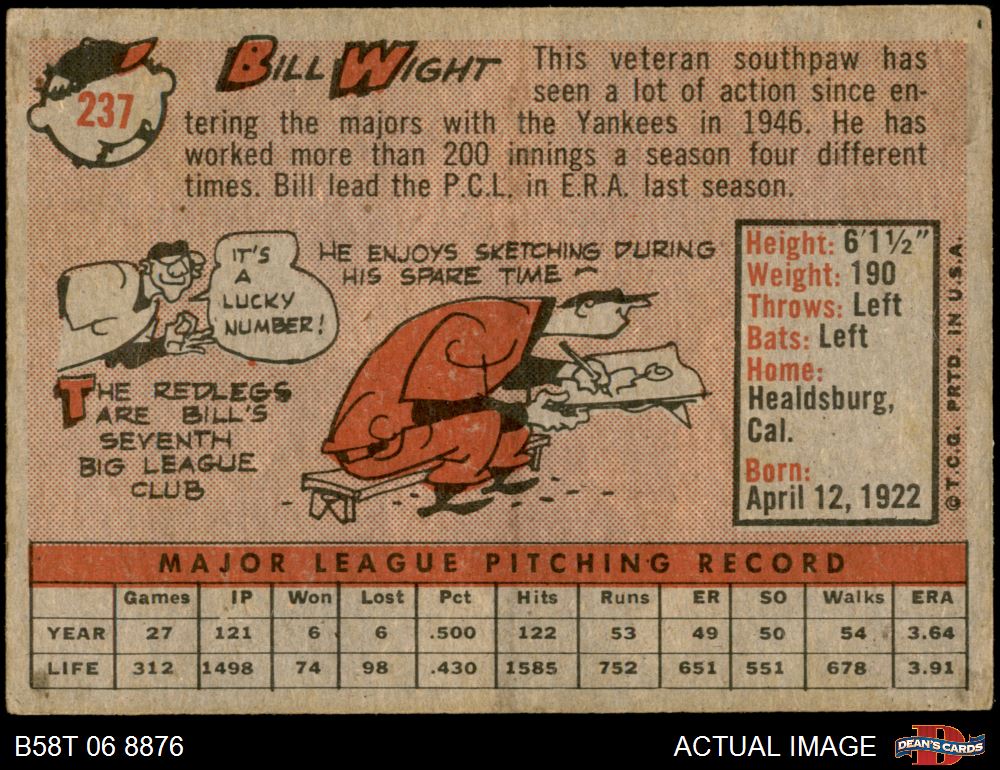 237
BILL WIGHT
This veteran southpaw has
seen a lot of action since en-
tering the majors with the Yankees in 1946. He has
worked more than 200 innings a season four different
times. Bill lead the P.C.L. in E.R.A. last season.
IT'S
A
LUCKY
NUMBER!
THE REDLEGS
ARE BILL'S
SEVENTH
BIG LEAGUE
CLUB
HE ENJOYS SKETCHING DURING
HIS SPARE TIME ~
Height: 6'1½"
Weight: 190
Throws: Left
Bats: Left
Home:
Healdsburg,
Cal.
Born:
April 12, 1922
© T.C.G. PRTD. IN U.S.A.
MAJOR LEAGUE PITCHING RECORD
Games IP Won Lost Pct Hits Runs ER SO Walks ERA
YEAR 27 121 6 6 .500 122 53 49 50 54 3.64
LIFE 312 1498 74 98 .430 1585 752 651 551 678 3.91
B58T 06 8876
ACTUAL IMAGE
D
DEAN'S CARDS